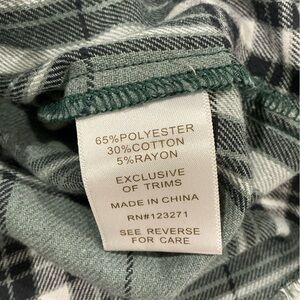 65%POLYESTER
30%COTTON
5%RAYON
EXCLUSIVE
OF TRIMS
MADE IN CHINA
RN#123271
SEE REVERSE
FOR CARE